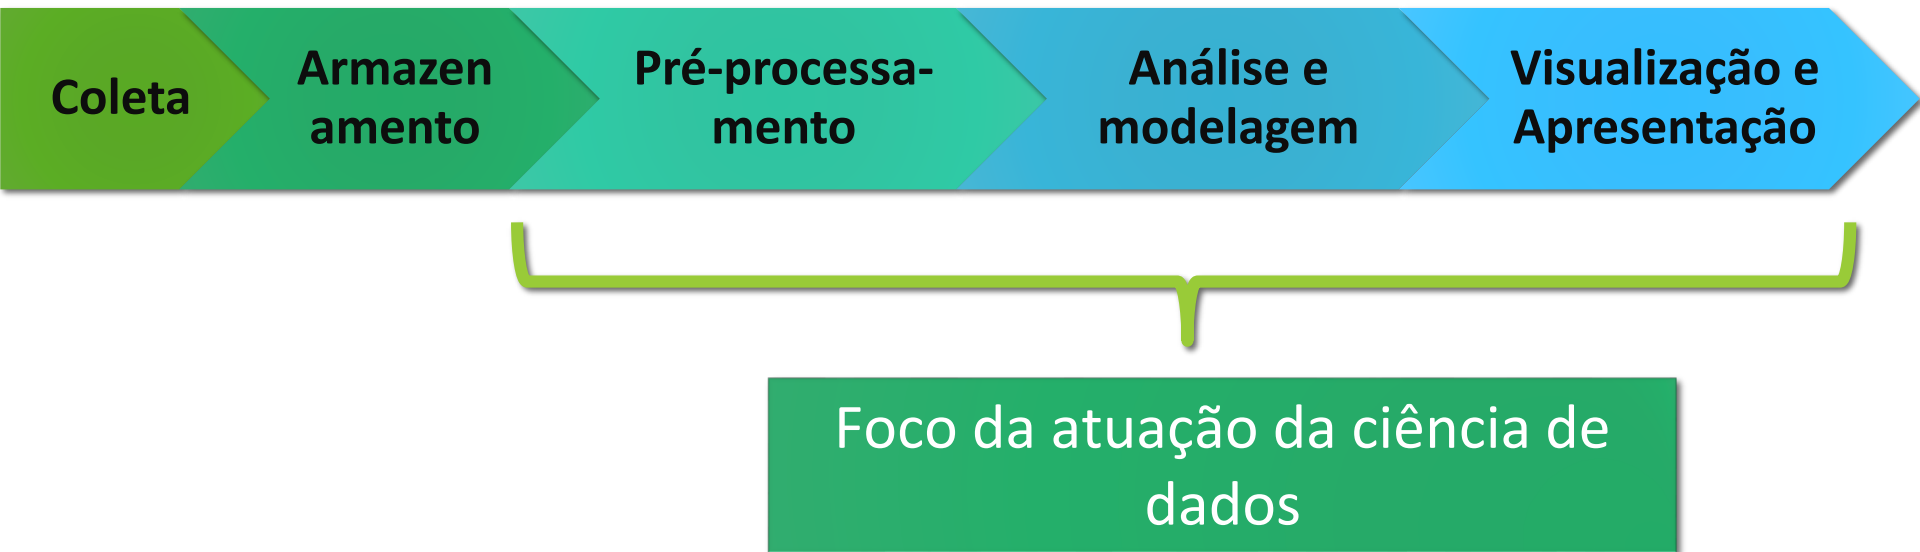 Coleta
Armazen
amento
Pré-processa-
mento
Análise e
modelagem
Visualização e
Apresentação
Foco da atuação da ciência de
dados